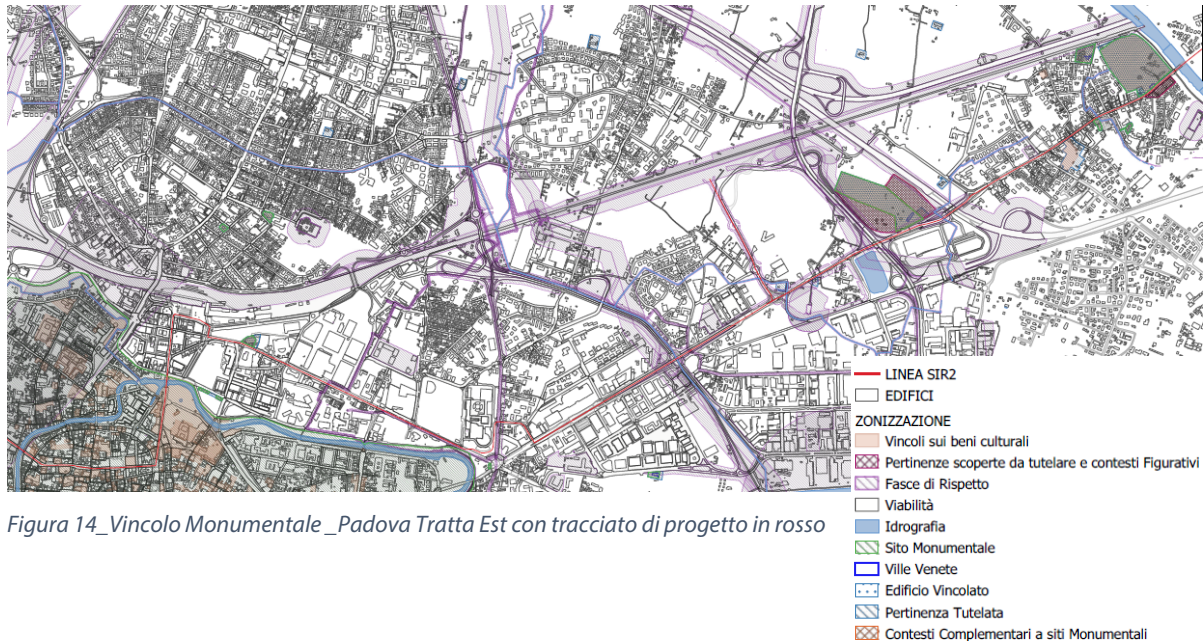 LINEA SIR2
EDIFICI
ZONIZZAZIONE
Vincoli sui beni culturali
Pertinenze scoperte da tutelare e contesti Figurativi
Fasce di Rispetto
Viabilità
Idrografia
Sito Monumentale
Ville Venete
Edificio Vincolato
Pertinenza Tutelata
Contesti Complementari a siti Monumentali
Figura 14_Vincolo Monumentale _Padova Tratta Est con tracciato di progetto in rosso